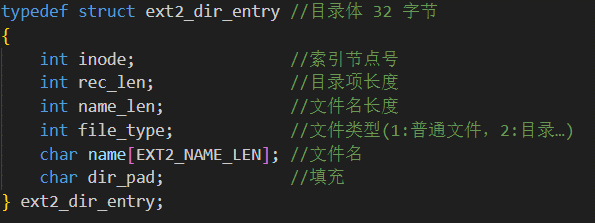 typedef struct ext2_dir_entry //目录体 32 字节
{
    int inode;                //索引节点号
    int rec_len;              //目录项长度
    int name_len;             //文件名长度
    int file_type;            //文件类型(1:普通文件，2:目录…)
    char name[EXT2_NAME_LEN]; //文件名
    char dir_pad;             //填充
} ext2_dir_entry;